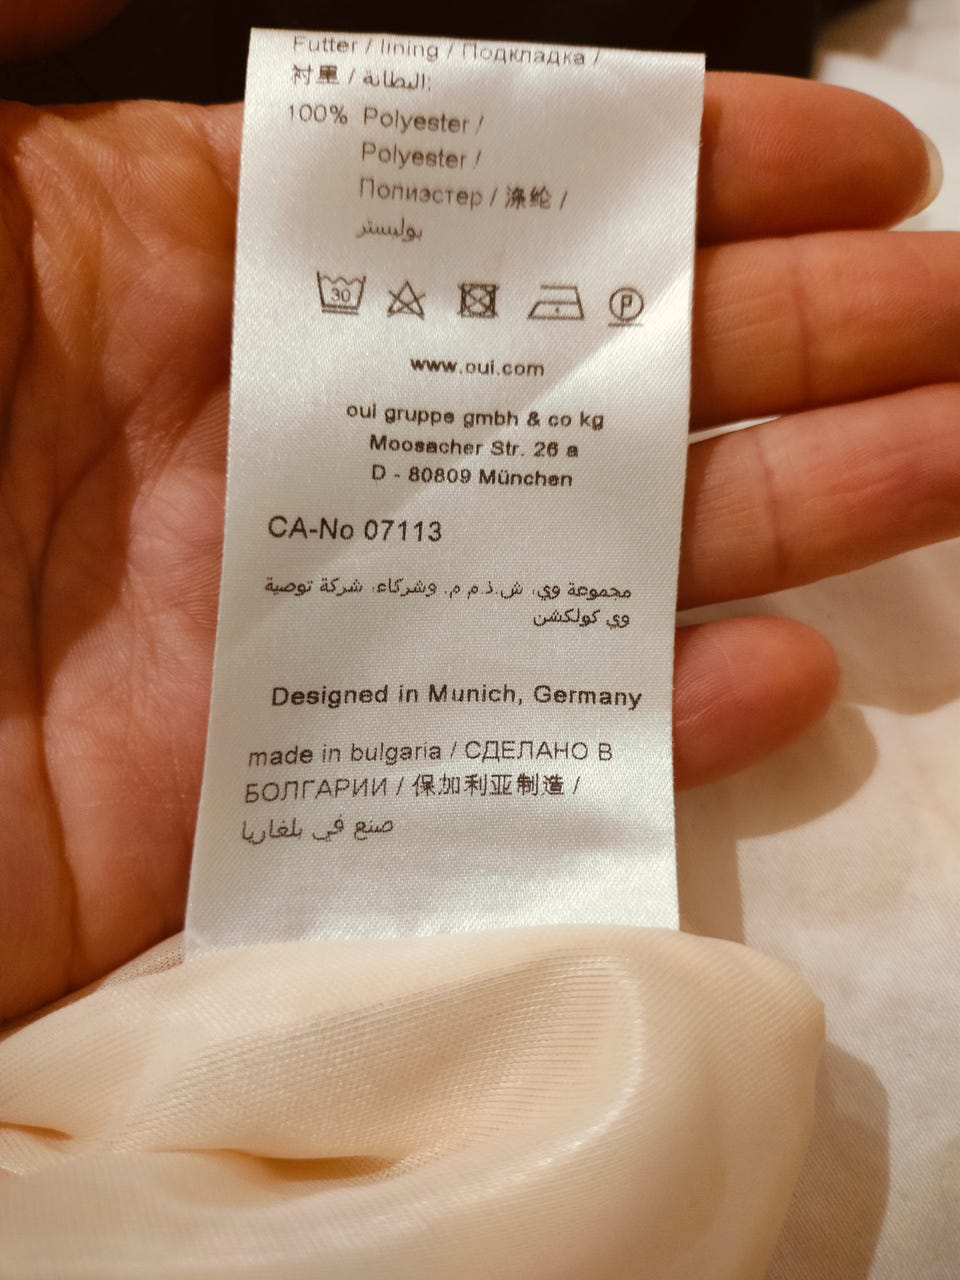 Futter / lining / Подкладка /
衬里 / البطانة:
100% Polyester /
Polyester /
Полиэстер / 涤纶 /
بوليستر
30
P
www.oui.com
oui gruppe gmbh & co kg
Moosacher Str. 26 a
D - 80809 München
CA-No 07113
مجموعة وي، ش.ذ.م.م. وشركاء، شركة توصية
وي كولكشن
Designed in Munich, Germany
made in bulgaria / СДЕЛАНО В
БОЛГАРИИ / 保加利亚制造 /
صنع في بلغاريا